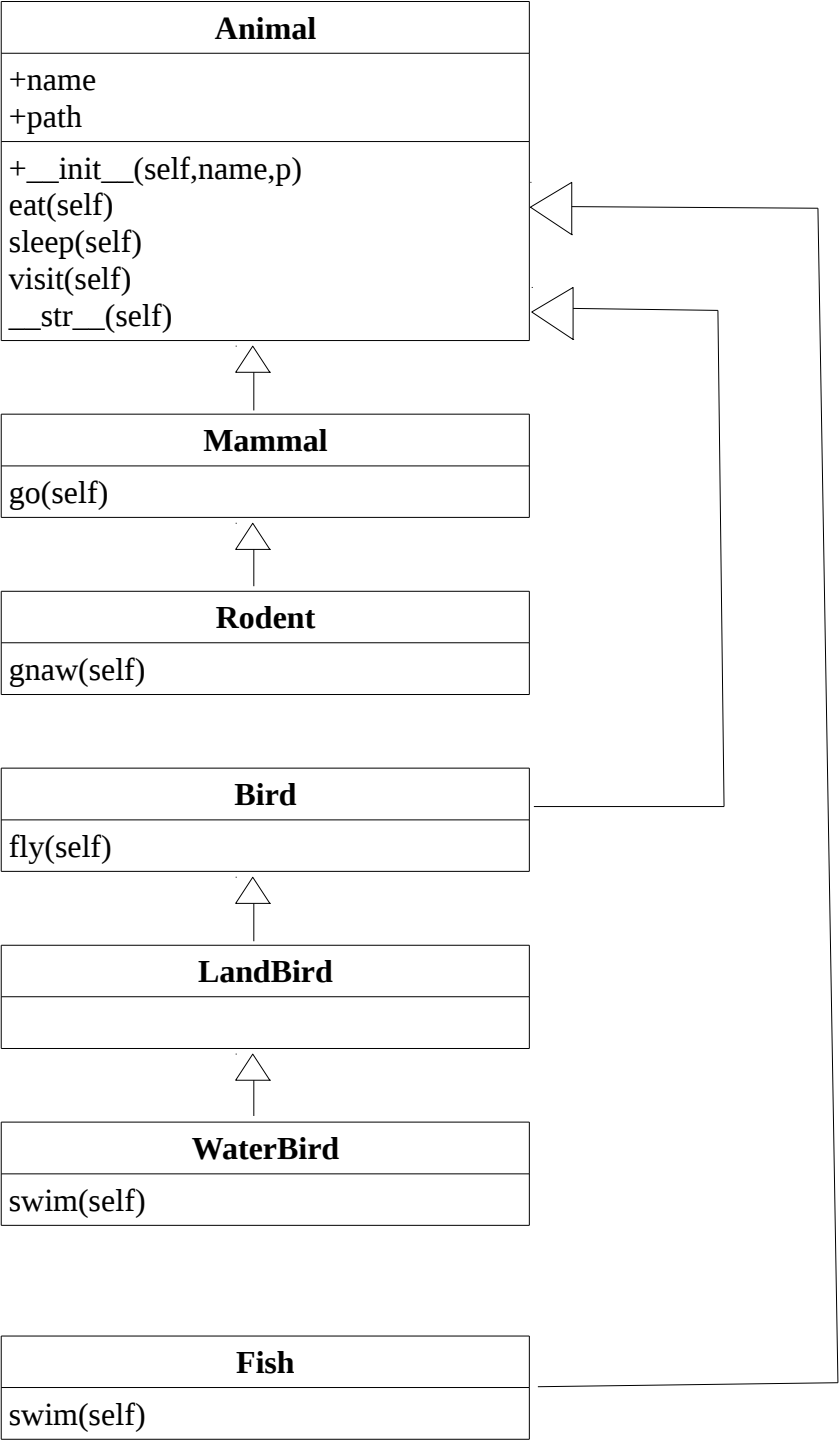 Animal
+name
+path
+__init__(self,name,p)
eat(self)
sleep(self)
visit(self)
__str__(self)
Mammal
go(self)
Rodent
gnaw(self)
Bird
fly(self)
LandBird
WaterBird
swim(self)
Fish
swim(self)